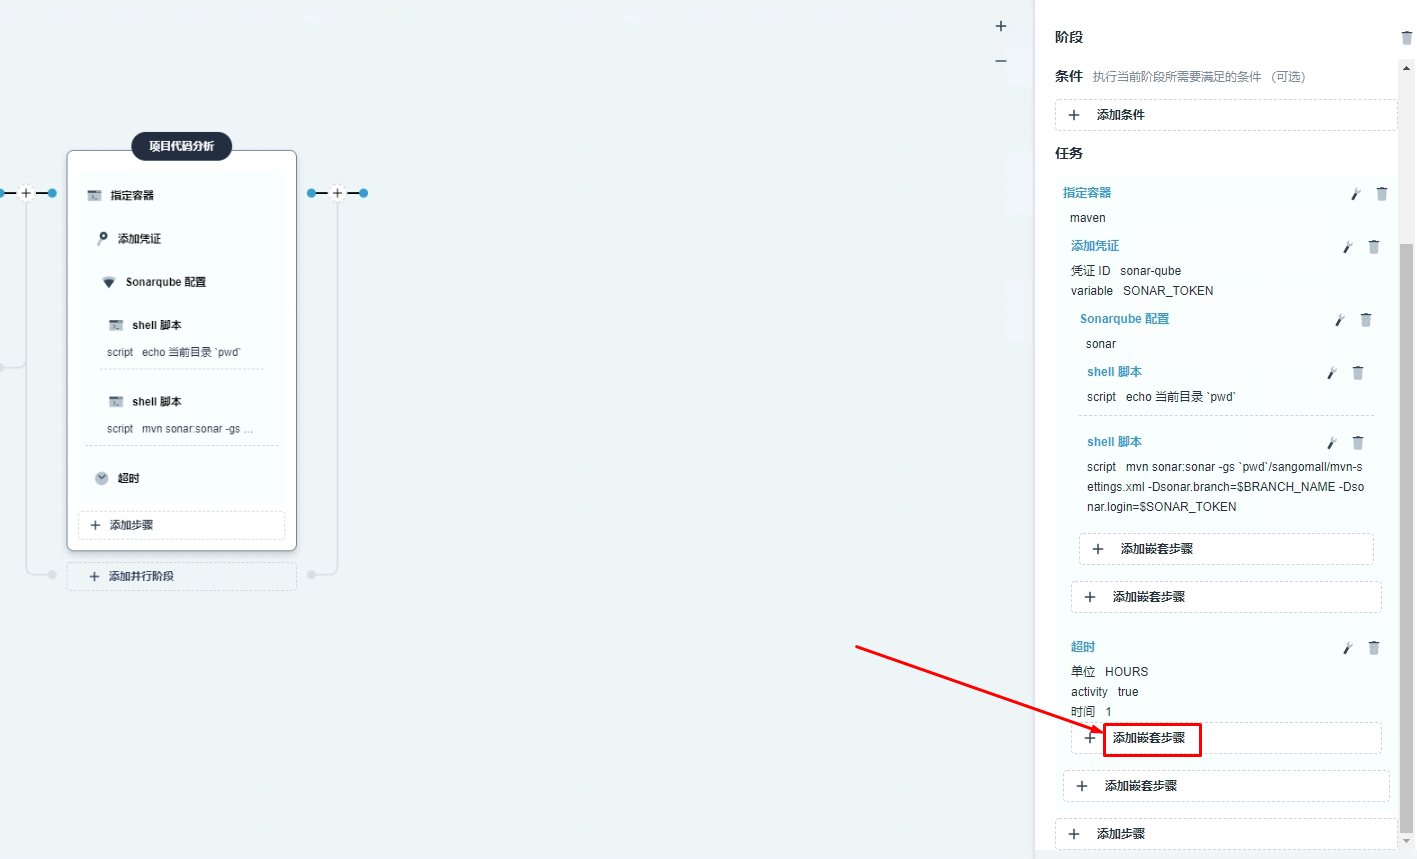 项目代码分析
指定容器
添加凭证
Sonarqube 配置
shell 脚本
script echo 当前目录 `pwd`
shell 脚本
script mvn sonar:sonar -gs ...
超时
添加步骤
添加并行阶段
阶段
条件 执行当前阶段所需要满足的条件 （可选）
添加条件
任务
指定容器
maven
添加凭证
凭证 ID sonar-qube
variable SONAR_TOKEN
Sonarqube 配置
sonar
shell 脚本
script echo 当前目录 `pwd`
shell 脚本
script mvn sonar:sonar -gs `pwd`/sangomall/mvn-s
ettings.xml -Dsonar.branch=$BRANCH_NAME -Dso
nar.login=$SONAR_TOKEN
添加嵌套步骤
添加嵌套步骤
超时
单位 HOURS
activity true
时间 1
添加嵌套步骤
添加嵌套步骤
添加步骤